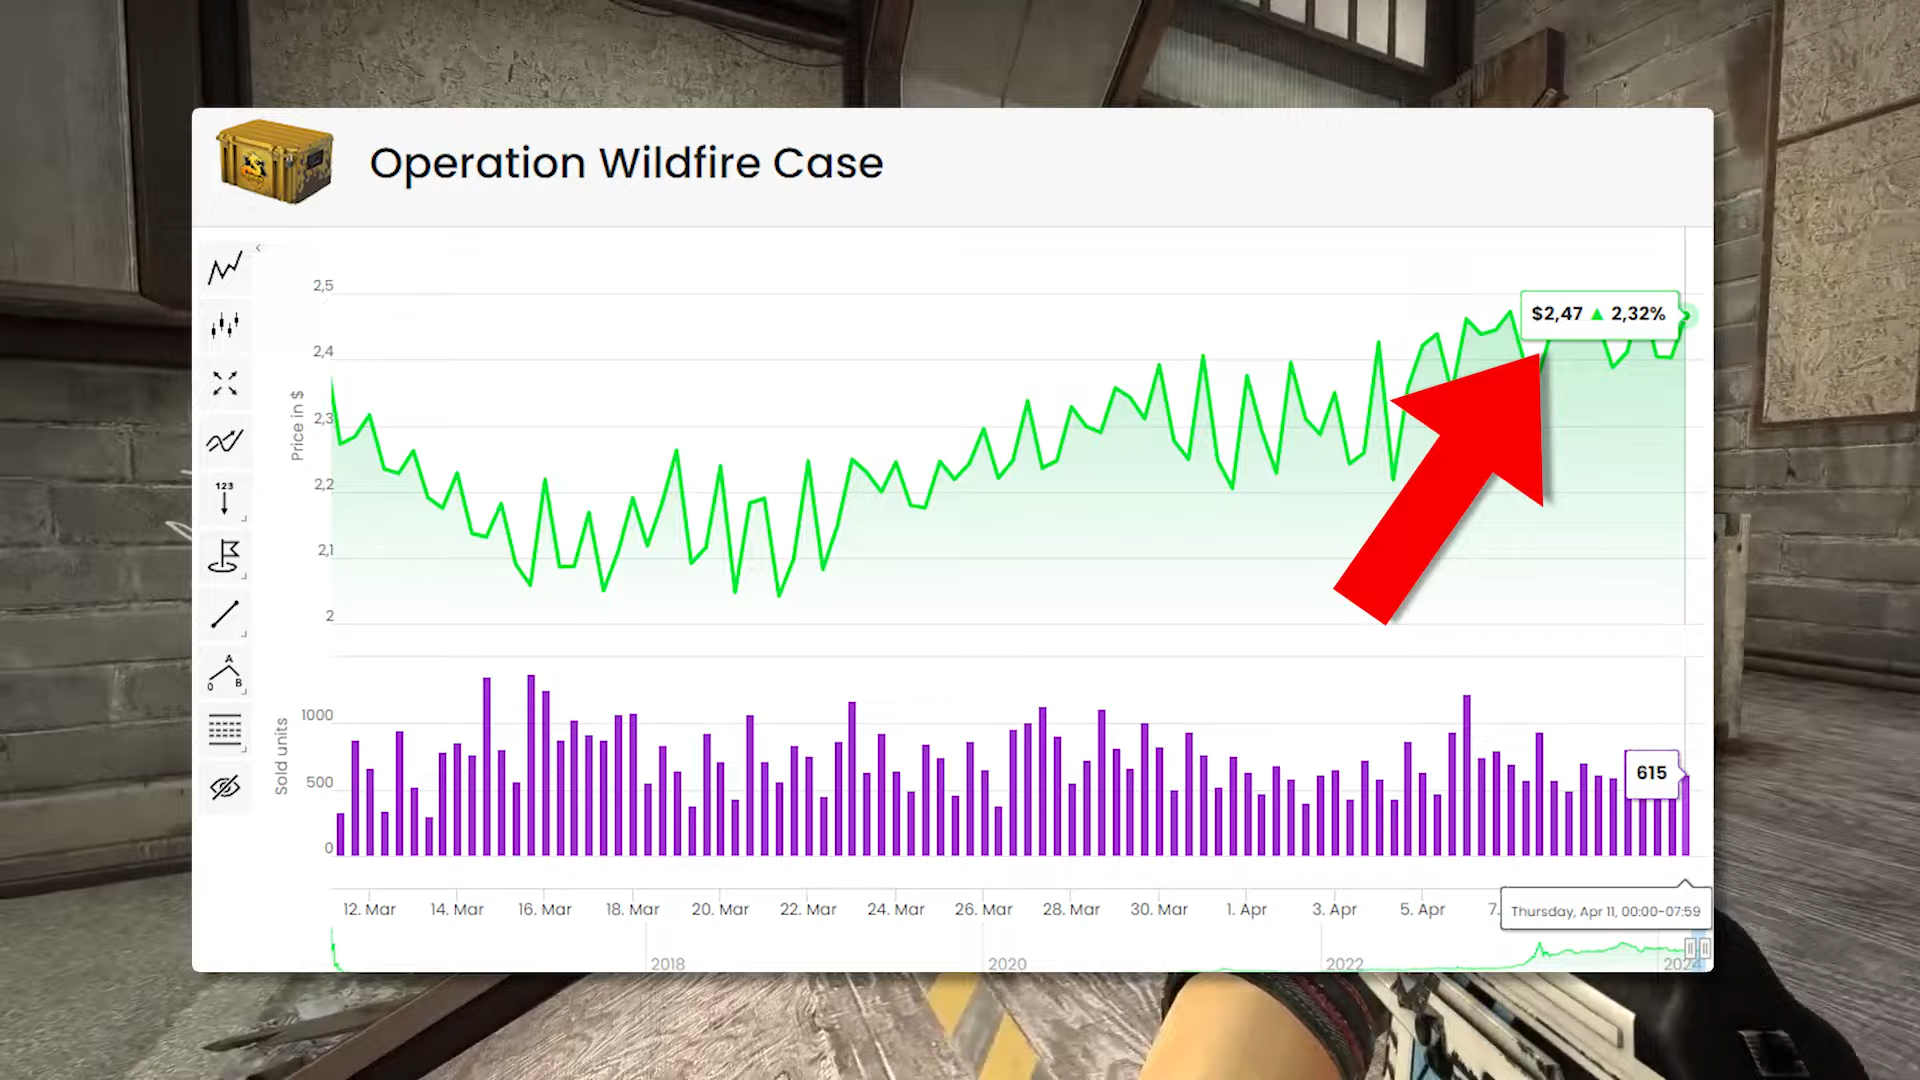 Operation Wildfire Case
Price in $
2,5
2,4
2,3
2,2
2,1
2
$2,47 ▲ 2,32%
123
A
0 B
Sold units
1000
500
0
615
12. Mar 14. Mar 16. Mar 18. Mar 20. Mar 22. Mar 24. Mar 26. Mar 28. Mar 30. Mar 1. Apr 3. Apr 5. Apr 7.
Thursday, Apr 11, 00:00-07:59
2018 2020 2022 2024